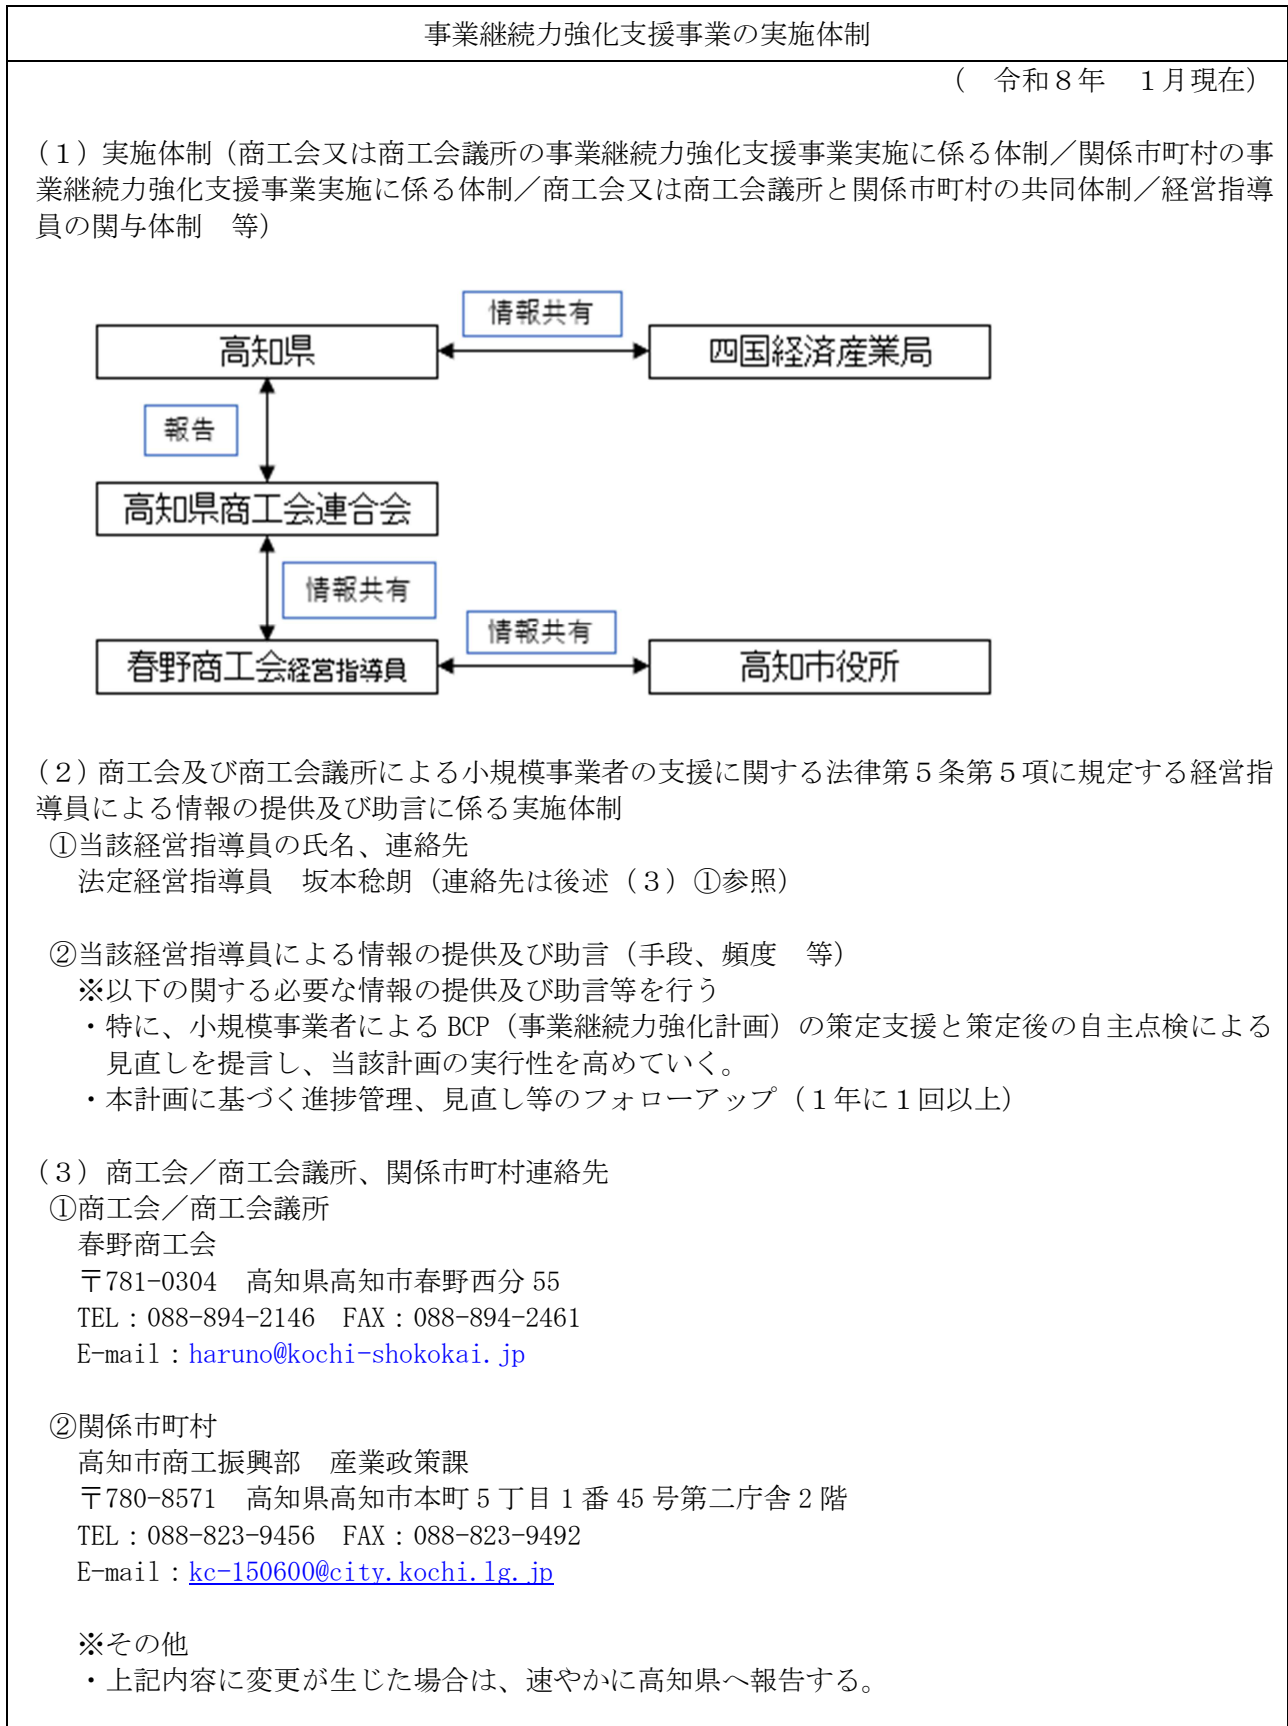 事業継続力強化支援事業の実施体制
(　令和８年　１月現在)
(１) 実施体制 (商工会又は商工会議所の事業継続力強化支援事業実施に係る体制／関係市町村の事
業継続力強化支援事業実施に係る体制／商工会又は商工会議所と関係市町村の共同体制／経営指導
員の関与体制　等)
情報共有
高知県
四国経済産業局
報告
高知県商工会連合会
情報共有
情報共有
春野商工会経営指導員
高知市役所
(２) 商工会及び商工会議所による小規模事業者の支援に関する法律第５条第５項に規定する経営指
導員による情報の提供及び助言に係る実施体制
①当該経営指導員の氏名、連絡先
法定経営指導員　坂本稔朗 (連絡先は後述 (３) ①参照)
②当該経営指導員による情報の提供及び助言 (手段、頻度　等)
※以下の関する必要な情報の提供及び助言等を行う
・特に、小規模事業者による BCP (事業継続力強化計画) の策定支援と策定後の自主点検による
見直しを提言し、当該計画の実行性を高めていく。
・本計画に基づく進捗管理、見直し等のフォローアップ (１年に１回以上)
(３) 商工会／商工会議所、関係市町村連絡先
①商工会／商工会議所
春野商工会
〒781-0304　高知県高知市春野西分 55
TEL：088-894-2146　FAX：088-894-2461
E-mail：haruno@kochi-shokokai.jp
②関係市町村
高知市商工振興部　産業政策課
〒780-8571　高知県高知市本町 5 丁目 1 番 45 号第二庁舎 2 階
TEL：088-823-9456　FAX：088-823-9492
E-mail：kc-150600@city.kochi.lg.jp
※その他
・上記内容に変更が生じた場合は、速やかに高知県へ報告する。